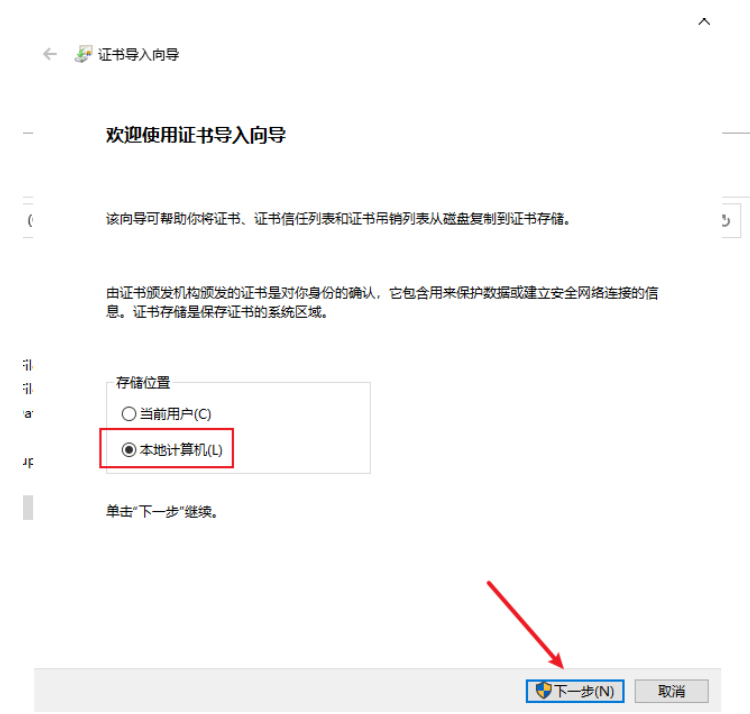 证书导入向导
欢迎使用证书导入向导
该向导可帮助你将证书、证书信任列表和证书吊销列表从磁盘复制到证书存储。
由证书颁发机构颁发的证书是对你身份的确认，它包含用来保护数据或建立安全网络连接的信
息。证书存储是保存证书的系统区域。
存储位置
当前用户(C)
本地计算机(L)
单击"下一步"继续。
下一步(N)
取消